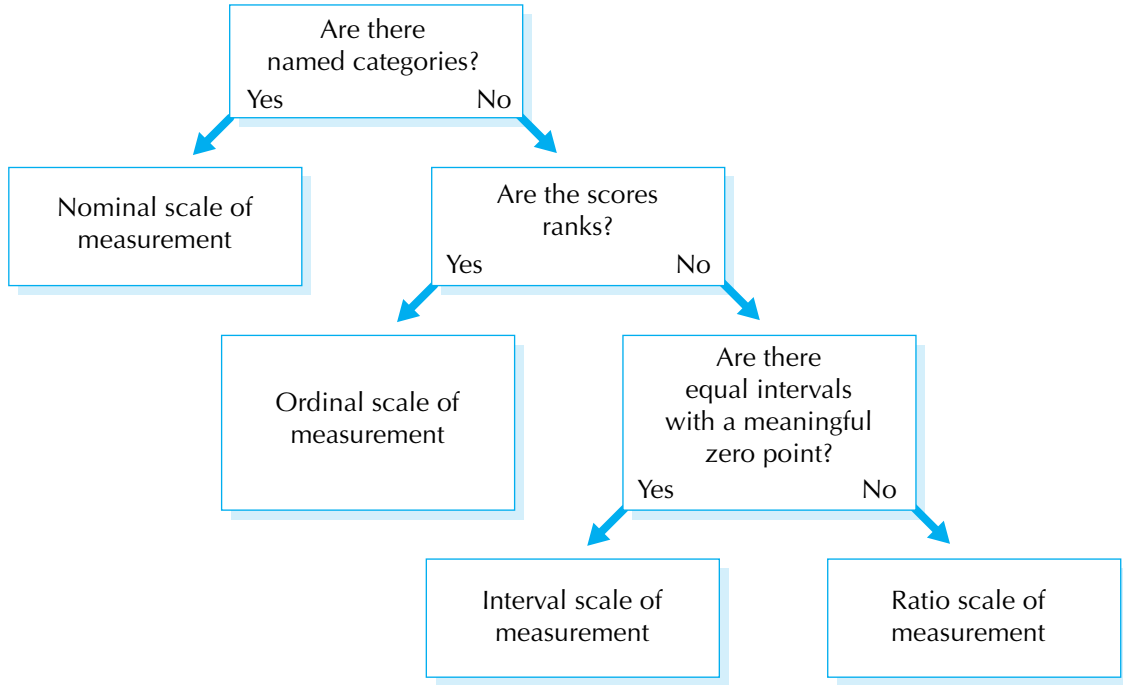 Are there
named categories?
Yes No
Nominal scale of
measurement
Are the scores
ranks?
Yes No
Ordinal scale of
measurement
Are there
equal intervals
with a meaningful
zero point?
Yes No
Interval scale of
measurement
Ratio scale of
measurement